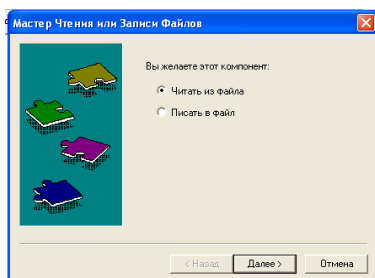 Мастер Чтения или Записи Файлов
Вы желаете этот компонент:
Читать из файла
Писать в файл
< Назад
Далее >
Отмена